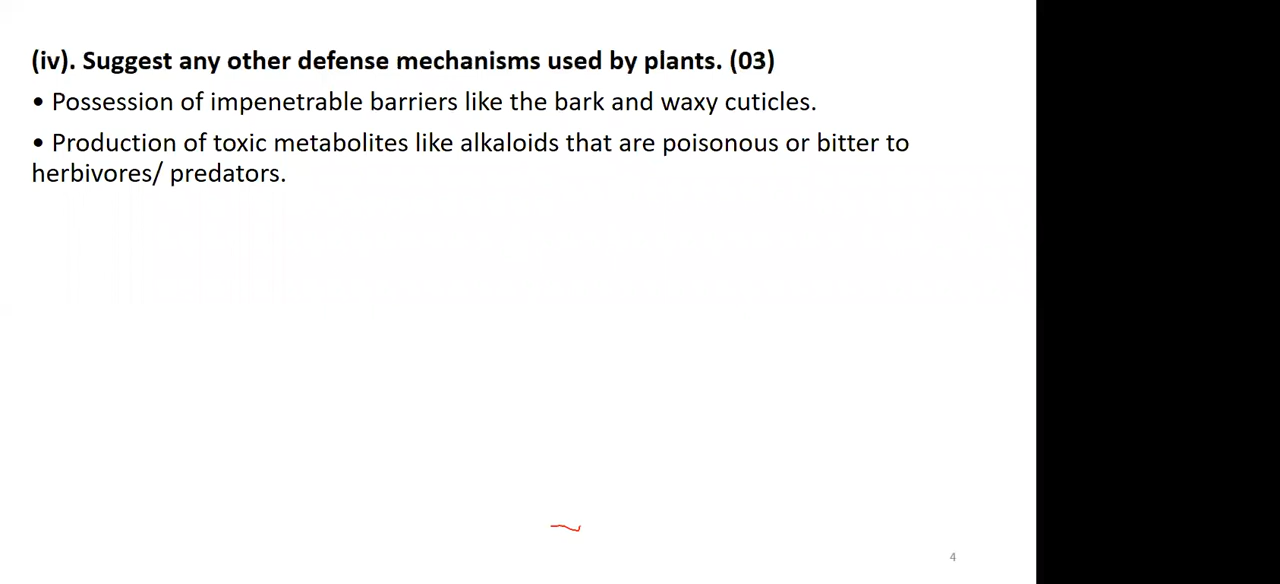 (iv). Suggest any other defense mechanisms used by plants. (03)
• Possession of impenetrable barriers like the bark and waxy cuticles.
• Production of toxic metabolites like alkaloids that are poisonous or bitter to
herbivores/ predators.
4